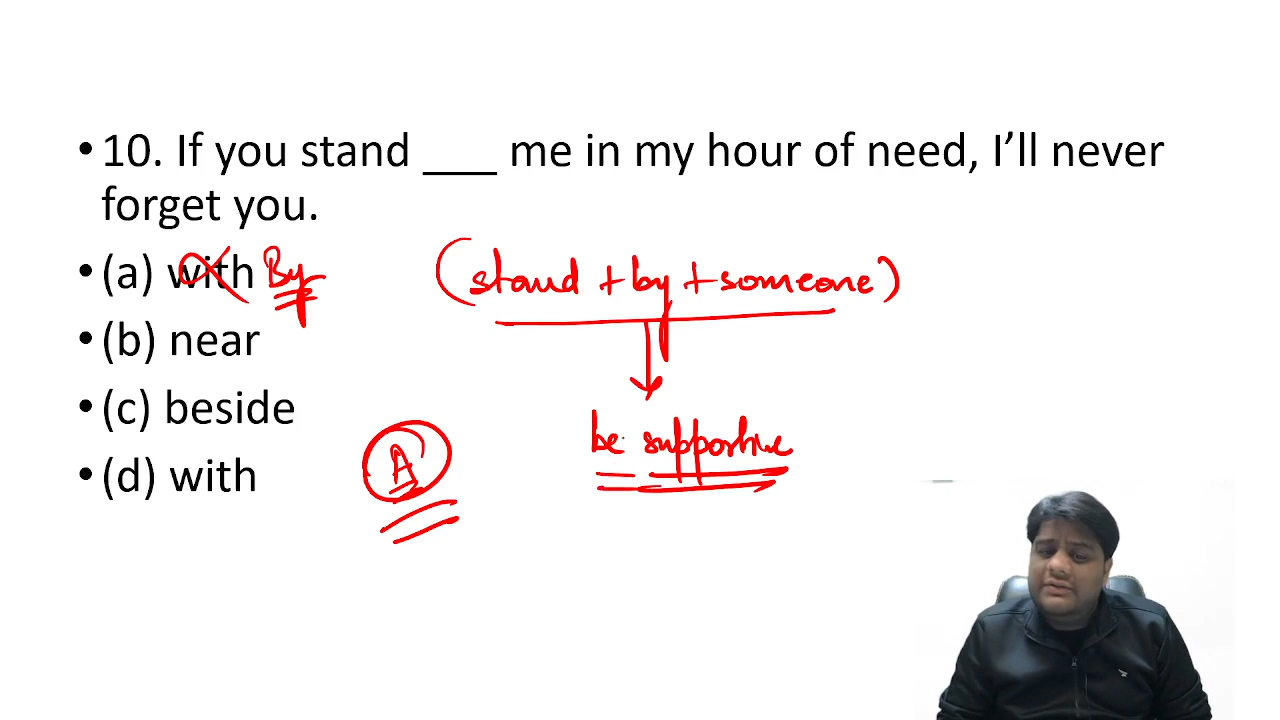 • 10. If you stand ___ me in my hour of need, I’ll never
forget you.
• (a) with By
(stand + by + someone)
• (b) near
• (c) beside
be supportive
• (d) with
A